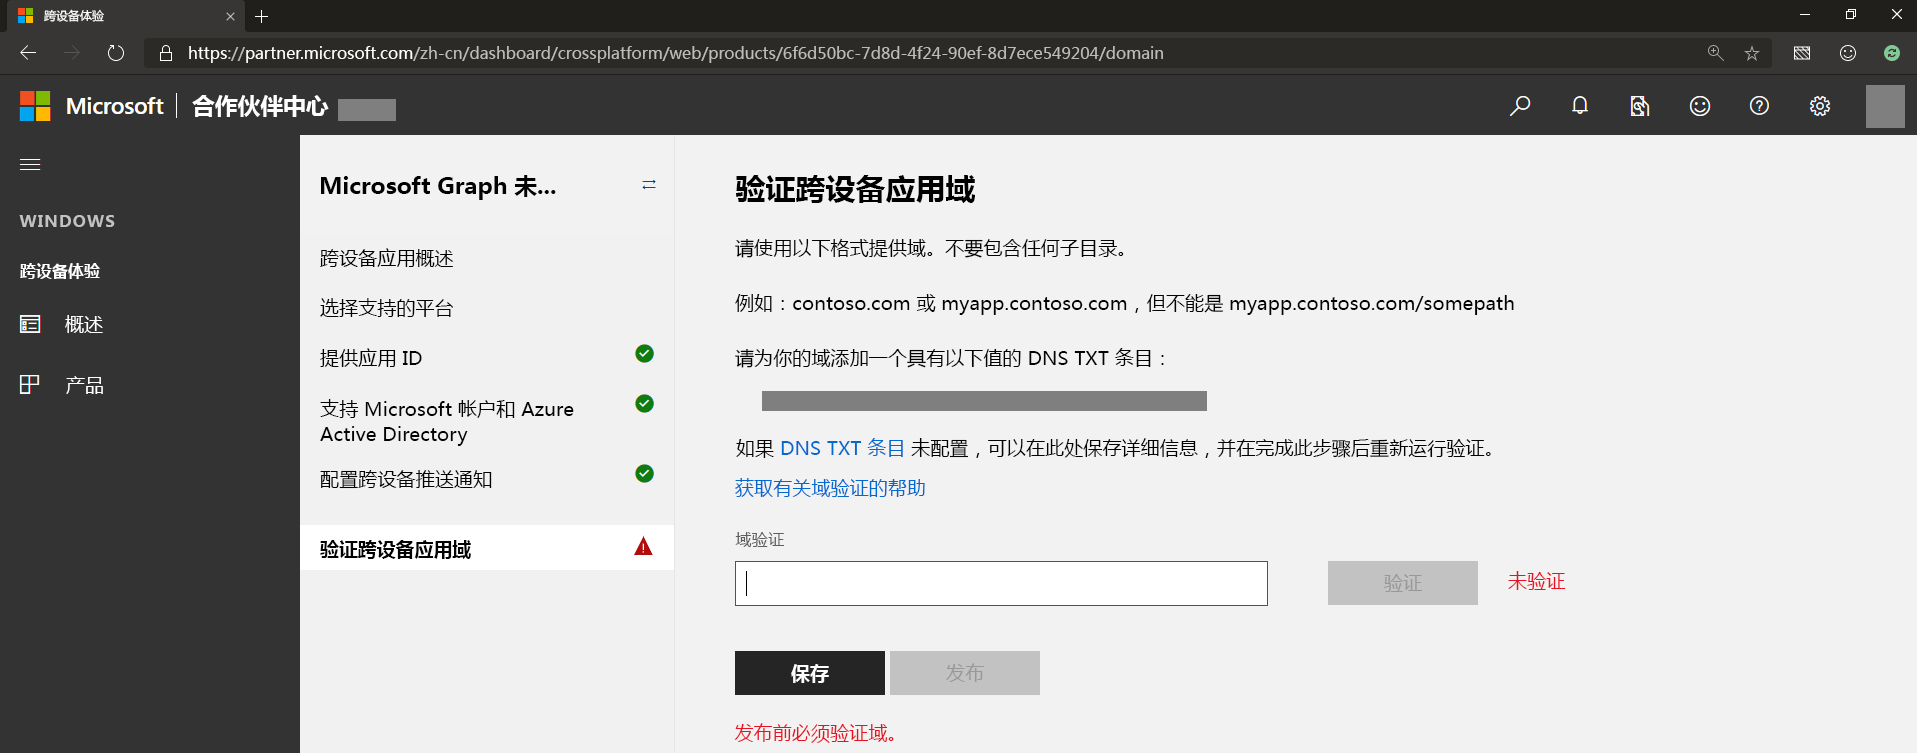 跨设备体验
https://partner.microsoft.com/zh-cn/dashboard/crossplatform/web/products/6f6d50bc-7d8d-4f24-90ef-8d7ece549204/domain
Microsoft 合作伙伴中心
WINDOWS
跨设备体验
概述
产品
Microsoft Graph 未...
跨设备应用概述
选择支持的平台
提供应用 ID
支持 Microsoft 帐户和 Azure
Active Directory
配置跨设备推送通知
验证跨设备应用域
验证跨设备应用域
请使用以下格式提供域。不要包含任何子目录。
例如：contoso.com 或 myapp.contoso.com，但不能是 myapp.contoso.com/somepath
请为你的域添加一个具有以下值的 DNS TXT 条目：
如果 DNS TXT 条目 未配置，可以在此处保存详细信息，并在完成此步骤后重新运行验证。
获取有关域验证的帮助
域验证
验证 未验证
保存 发布
发布前必须验证域。